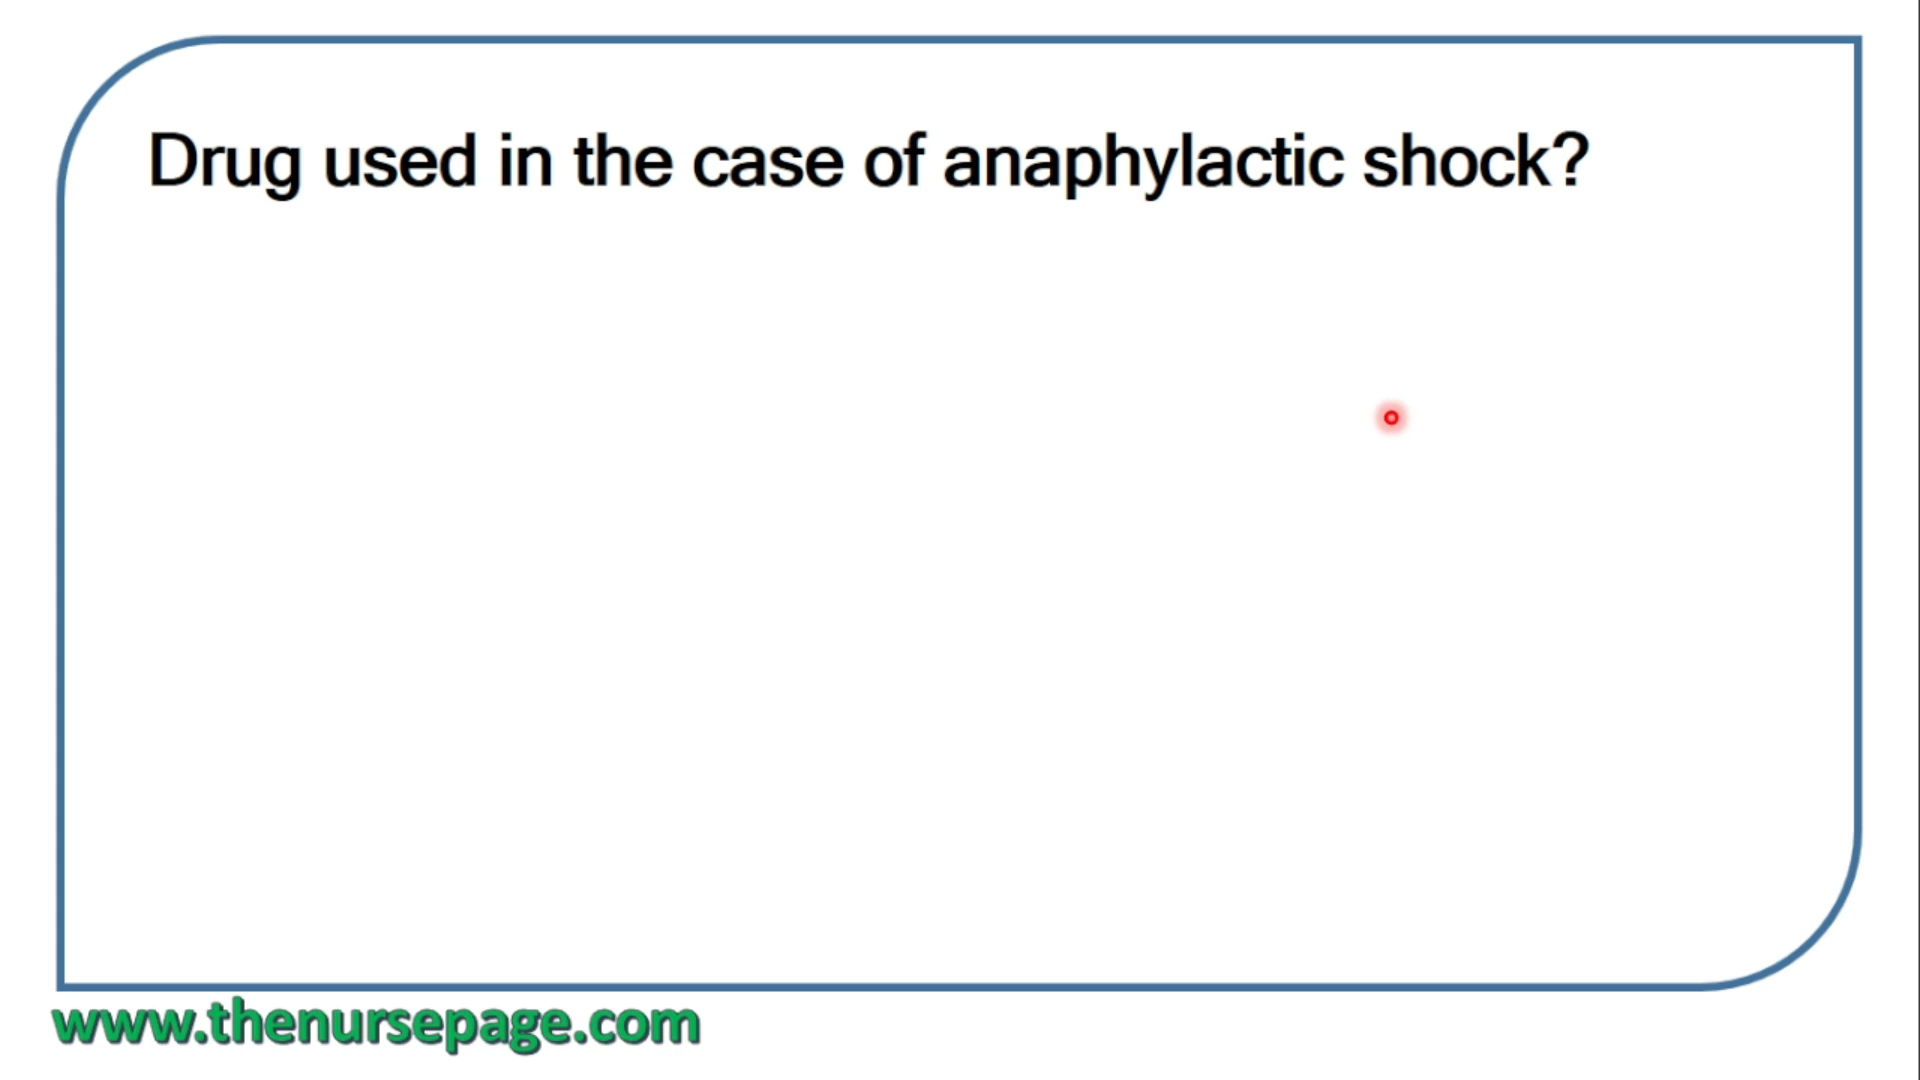 Drug used in the case of anaphylactic shock?
www.thenursepage.com